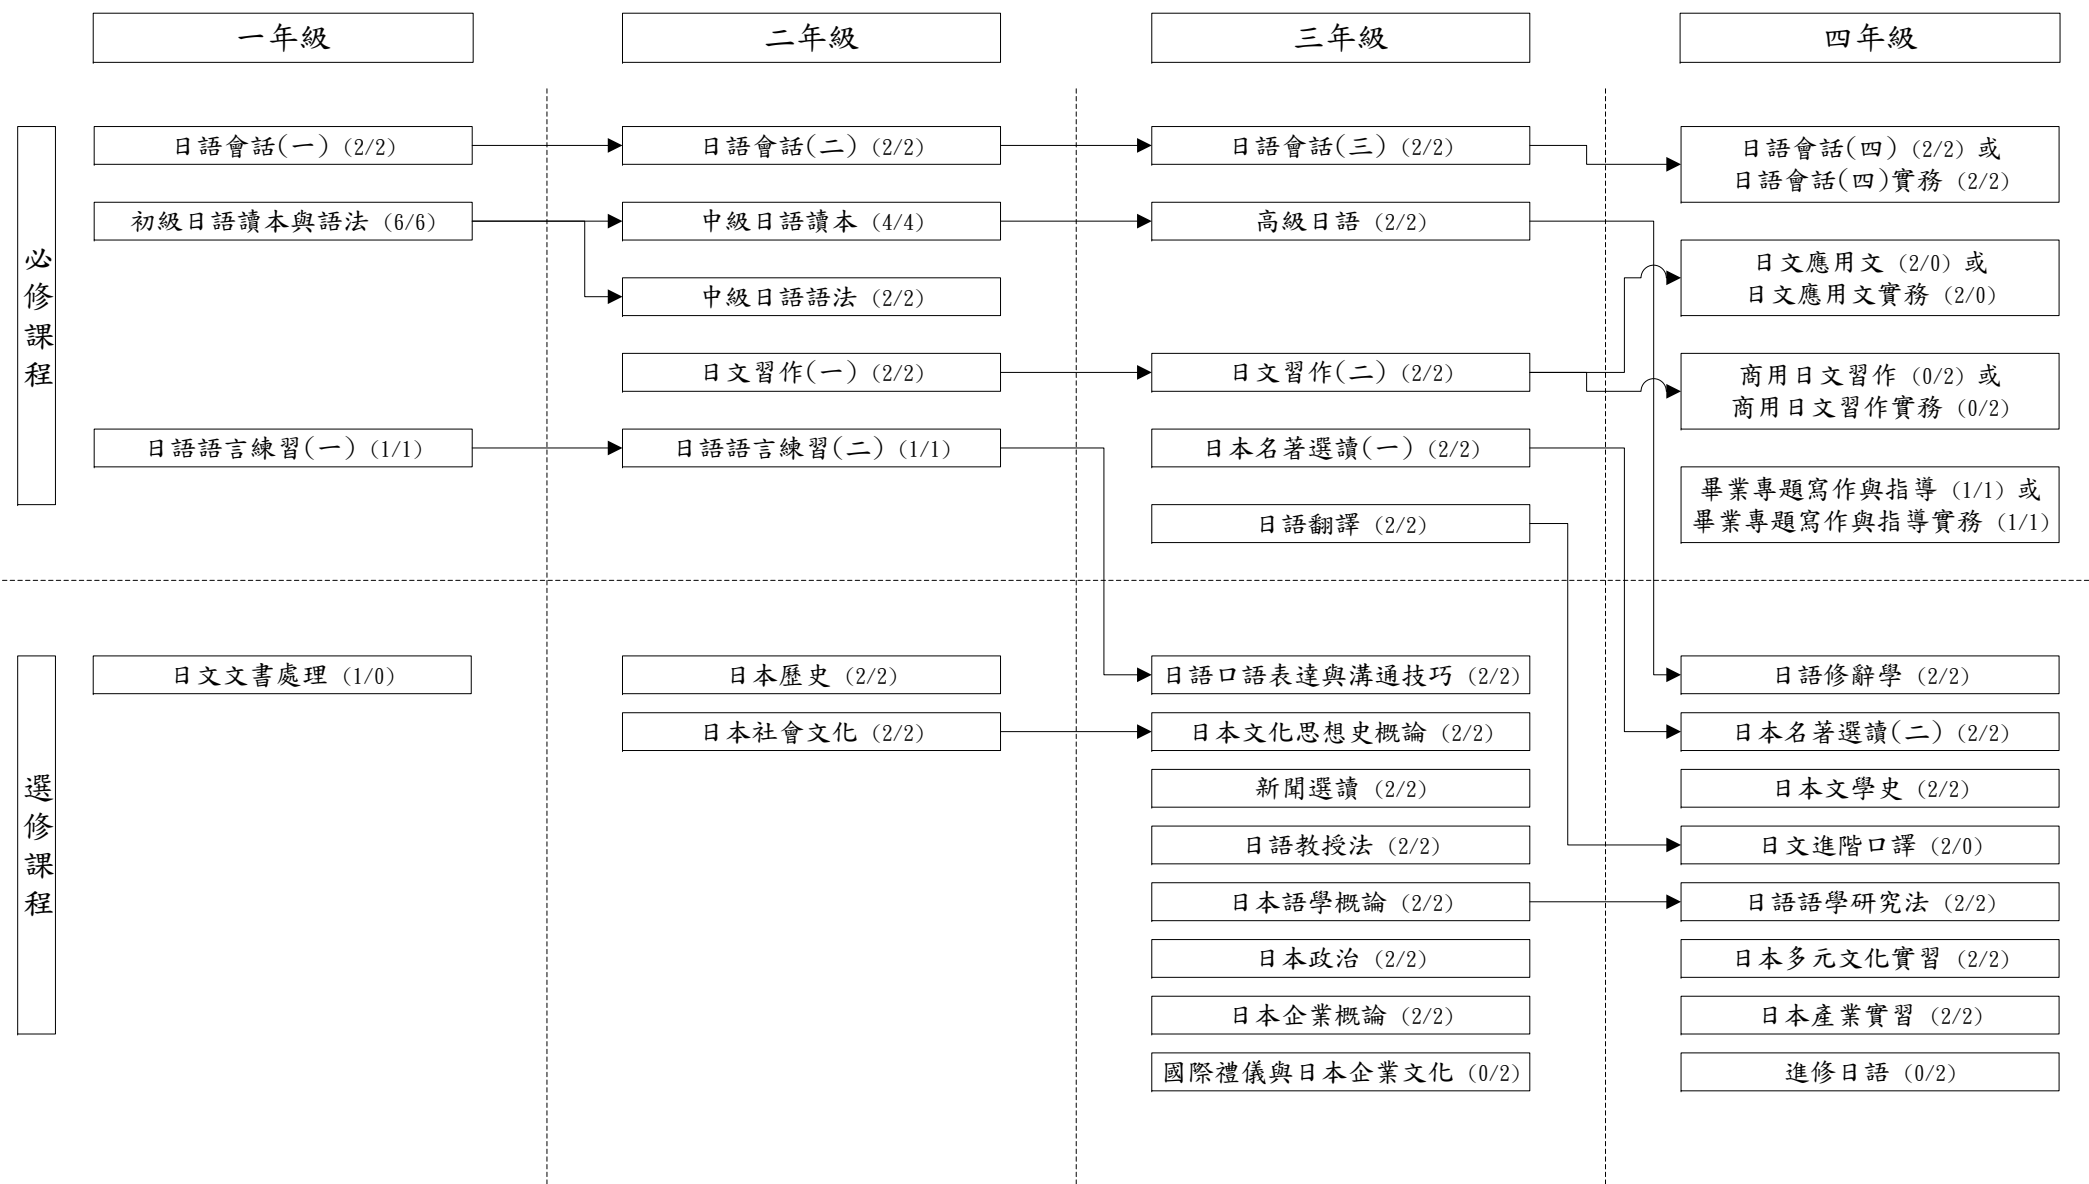 一年級
二年級
三年級
四年級
必修課程
日語會話(一) (2/2)
日語會話(二) (2/2)
日語會話(三) (2/2)
日語會話(四) (2/2) 或
日語會話(四)實務 (2/2)
初級日語讀本與語法 (6/6)
中級日語讀本 (4/4)
高級日語 (2/2)
日文應用文 (2/0) 或
日文應用文實務 (2/0)
中級日語語法 (2/2)
日文習作(一) (2/2)
日文習作(二) (2/2)
商用日文習作 (0/2) 或
商用日文習作實務 (0/2)
日語語言練習(一) (1/1)
日語語言練習(二) (1/1)
日本名著選讀(一) (2/2)
畢業專題寫作與指導 (1/1) 或
畢業專題寫作與指導實務 (1/1)
日語翻譯 (2/2)
選修課程
日文文書處理 (1/0)
日本歷史 (2/2)
日語口語表達與溝通技巧 (2/2)
日語修辭學 (2/2)
日本社會文化 (2/2)
日本文化思想史概論 (2/2)
日本名著選讀(二) (2/2)
新聞選讀 (2/2)
日本文學史 (2/2)
日語教授法 (2/2)
日文進階口譯 (2/0)
日本語學概論 (2/2)
日語語學研究法 (2/2)
日本政治 (2/2)
日本多元文化實習 (2/2)
日本企業概論 (2/2)
日本產業實習 (2/2)
國際禮儀與日本企業文化 (0/2)
進修日語 (0/2)